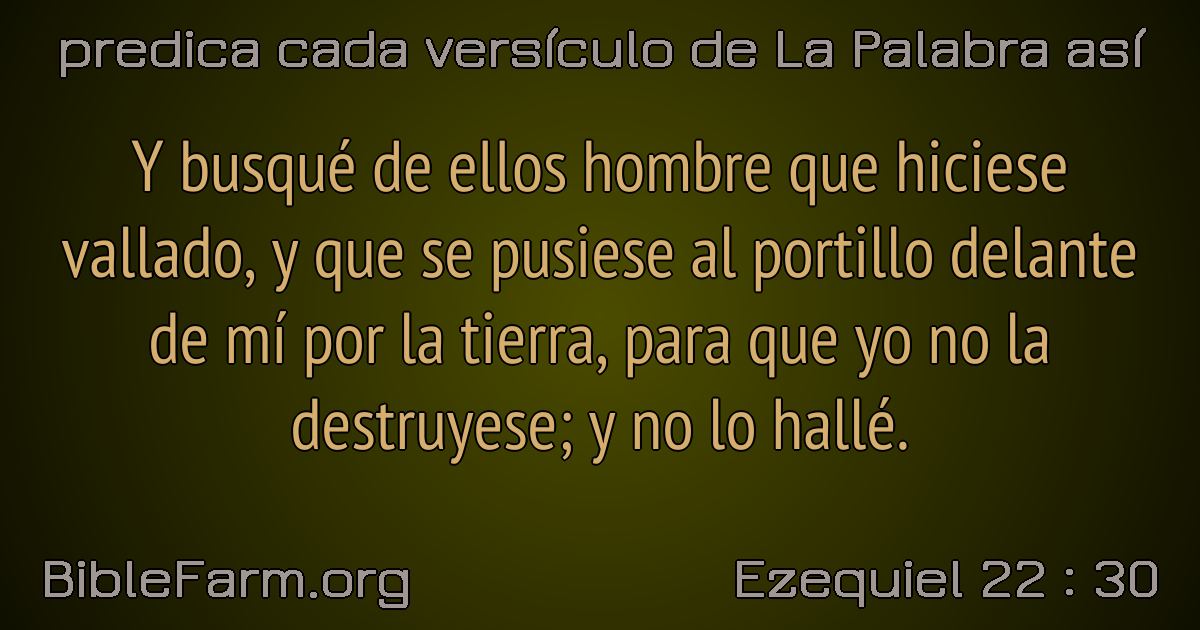 predica cada versículo de La Palabra así
Y busqué de ellos hombre que hiciese
vallado, y que se pusiese al portillo delante
de mí por la tierra, para que yo no la
destruyese; y no lo hallé.
BibleFarm.org
Ezequiel 22 : 30